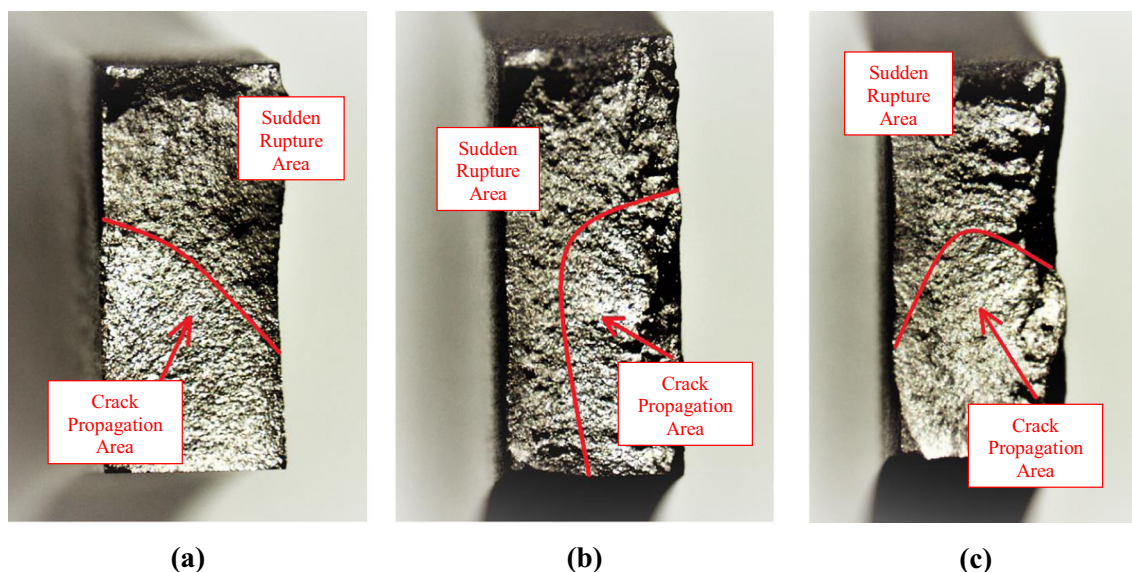 Sudden
Rupture
Area
Crack
Propagation
Area
(a)
Sudden
Rupture
Area
Crack
Propagation
Area
(b)
Sudden
Rupture
Area
Crack
Propagation
Area
(c)